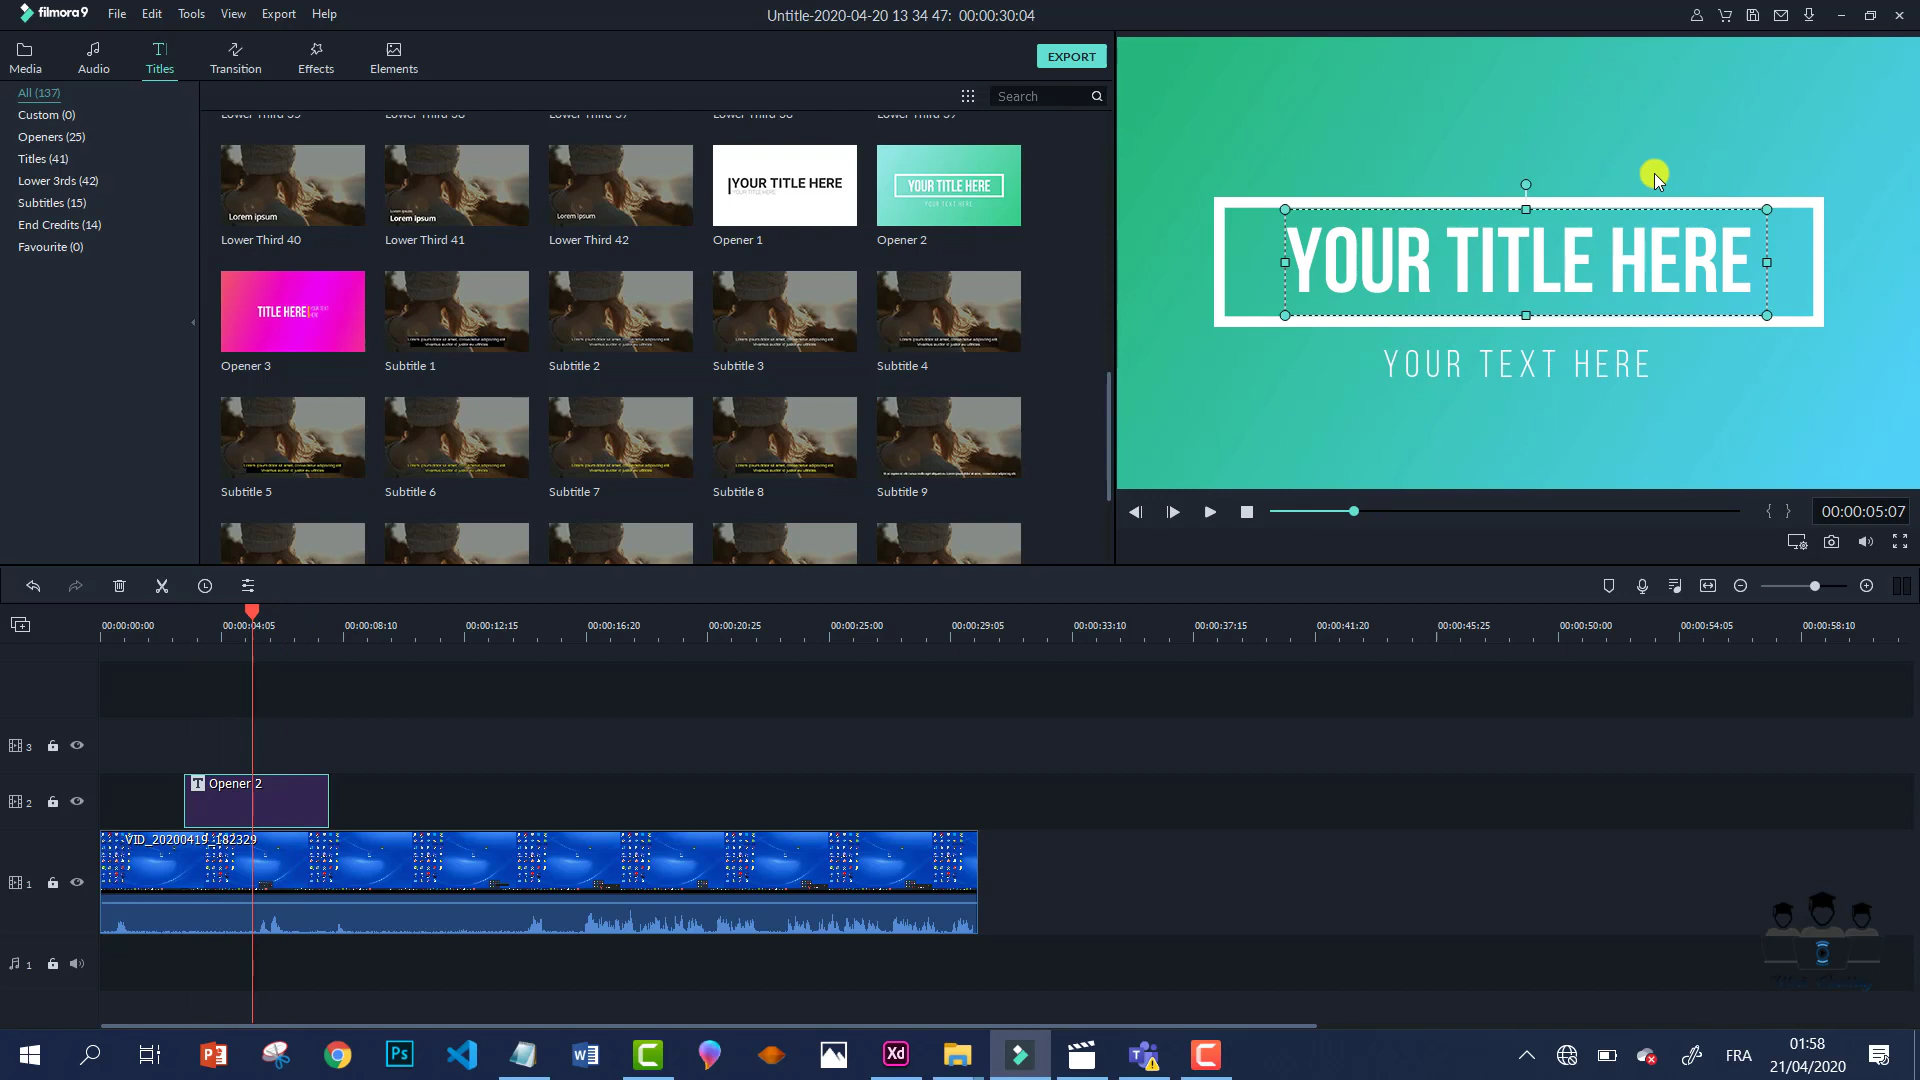 filmora9 File Edit Tools View Export Help
Untitle-2020-04-20 13 34 47: 00:00:30:04
Media Audio Titles Transition Effects Elements
EXPORT
All (137)
Custom (0)
Openers (25)
Titles (41)
Lower 3rds (42)
Subtitles (15)
End Credits (14)
Favourite (0)
Search
Lorem ipsum
Lorem ipsum
Lorem ipsum
YOUR TITLE HERE
YOUR TITLE HERE
YOUR TEXT HERE
Lower Third 40 Lower Third 41 Lower Third 42 Opener 1 Opener 2
TITLE HERE
Opener 3 Subtitle 1 Subtitle 2 Subtitle 3 Subtitle 4
Subtitle 5 Subtitle 6 Subtitle 7 Subtitle 8 Subtitle 9
YOUR TITLE HERE
YOUR TEXT HERE
{ } 00:00:05:07
00:00:00:00 00:00:04:05 00:00:08:10 00:00:12:15 00:00:16:20 00:00:20:25 00:00:25:00 00:00:29:05 00:00:33:10 00:00:37:15 00:00:41:20 00:00:45:25 00:00:50:00 00:00:54:05 00:00:58:10
3
2
T Opener 2
1
VID_20200419_182329
1
FRA
01:58
21/04/2020